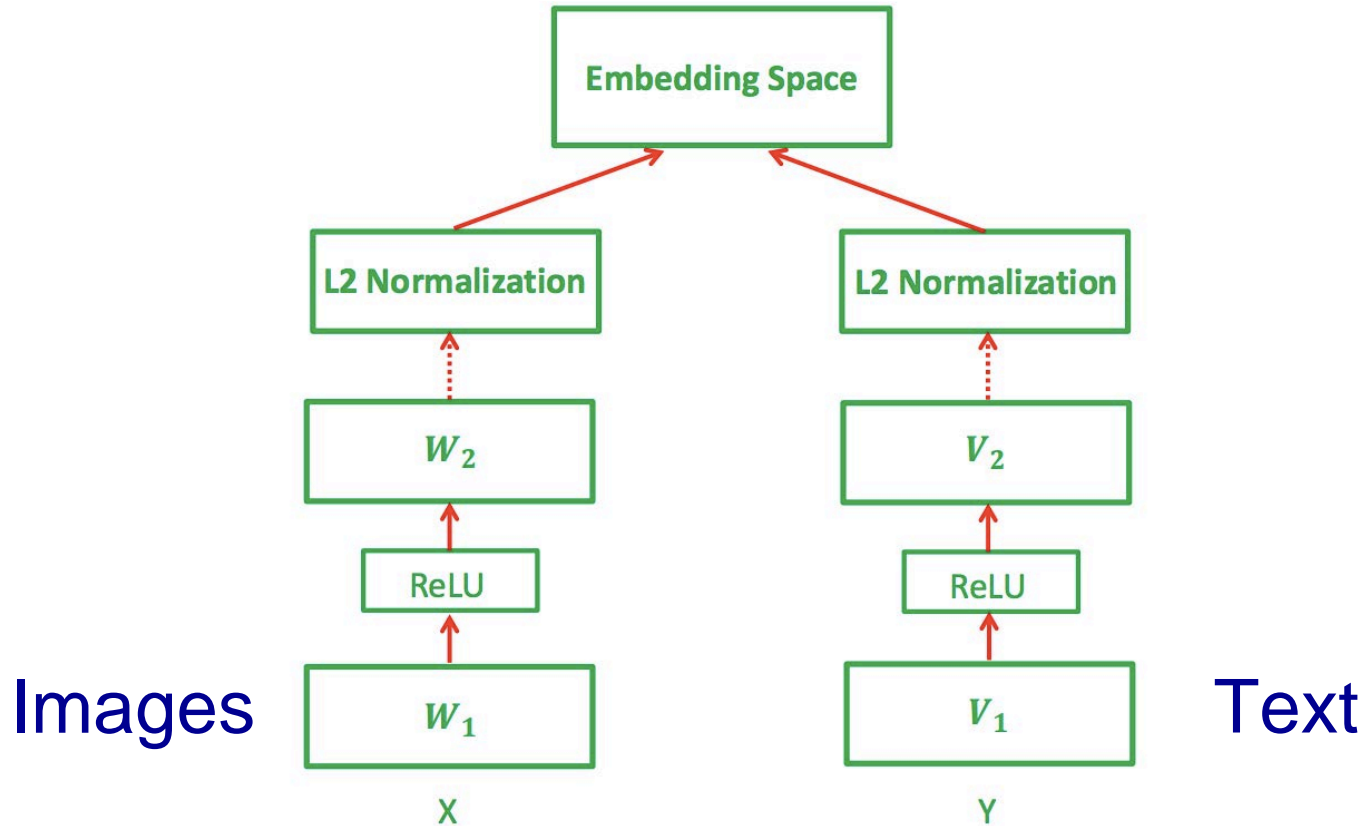 Embedding Space
L2 Normalization L2 Normalization
W₂ V₂
ReLU ReLU
Images W₁ V₁ Text
X Y